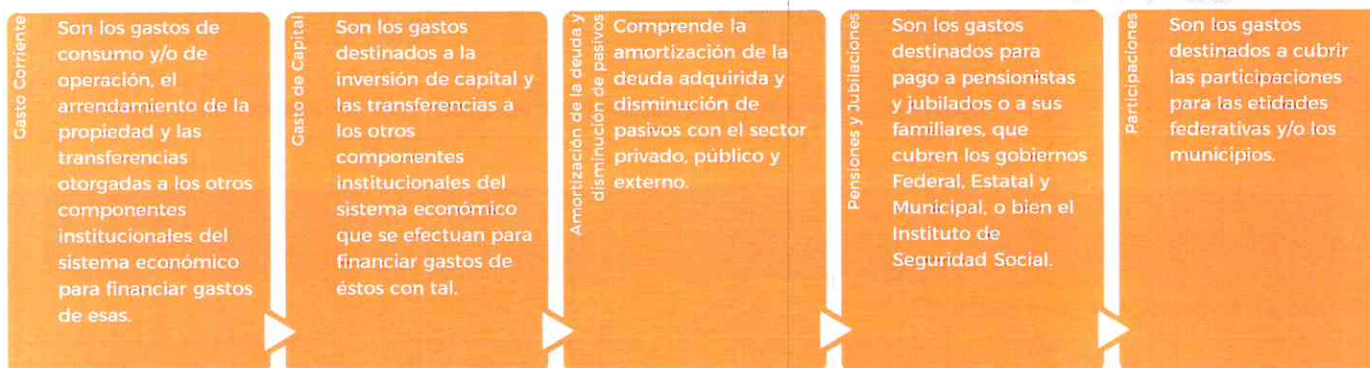 Gasto Corriente
Son los gastos de
consumo y/o de
operación, el
arrendamiento de la
propiedad y las
transferencias
otorgadas a los otros
componentes
institucionales del
sistema económico
para financiar gastos
de esas.
Gasto de Capital
Son los gastos
destinados a la
inversión de capital y
las transferencias a
los otros
componentes
institucionales del
sistema económico
que se efectuan para
financiar gastos de
éstos con tal.
Amortización de la deuda y
disminución de pasivos
Comprende la
amortización de la
deuda adquirida y
disminución de
pasivos con el sector
privado, público y
externo.
Pensiones y Jubilaciones
Son los gastos
destinados para
pago a pensionistas
y jubilados o a sus
familiares, que
cubren los gobiernos
Federal, Estatal y
Municipal, o bien el
Instituto de
Seguridad Social.
Participaciones
Son los gastos
destinados a cubrir
las participaciones
para las etidades
federativas y/o los
municipios.